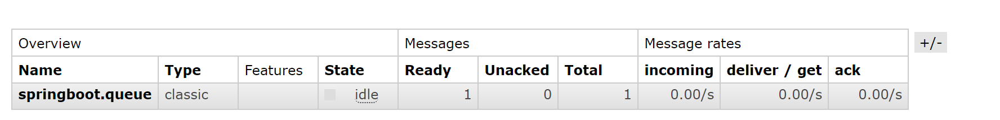 Overview Messages Message rates +/-
Name Type Features State Ready Unacked Total incoming deliver / get ack
springboot.queue classic idle 1 0 1 0.00/s 0.00/s 0.00/s